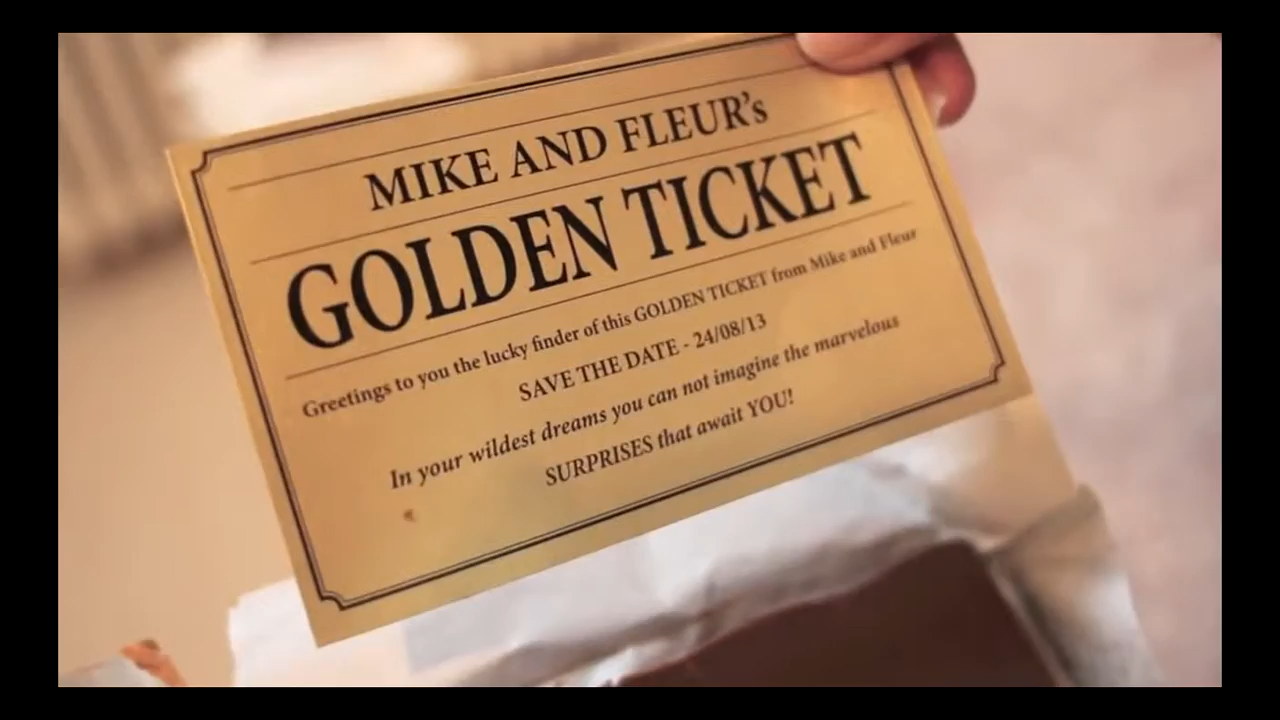 MIKE AND FLEUR's
GOLDEN TICKET
Greetings to you the lucky finder of this GOLDEN TICKET from Mike and Fleur
SAVE THE DATE - 24/08/13
In your wildest dreams you can not imagine the marvelous
SURPRISES that await YOU!